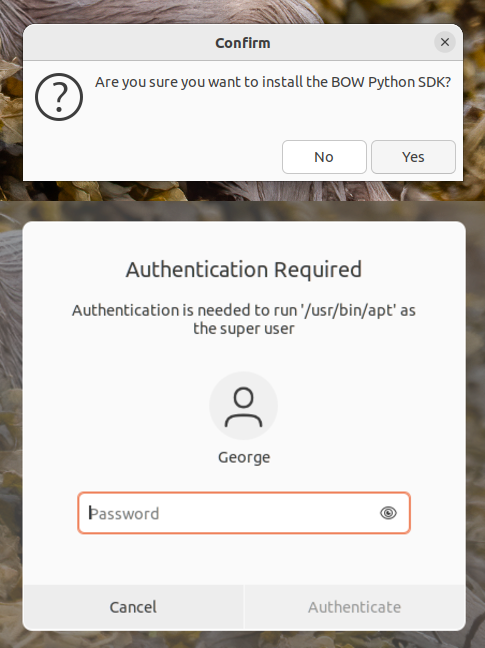 Confirm
Are you sure you want to install the BOW Python SDK?
No
Yes
Authentication Required
Authentication is needed to run '/usr/bin/apt' as
the super user
George
Password
Cancel
Authenticate